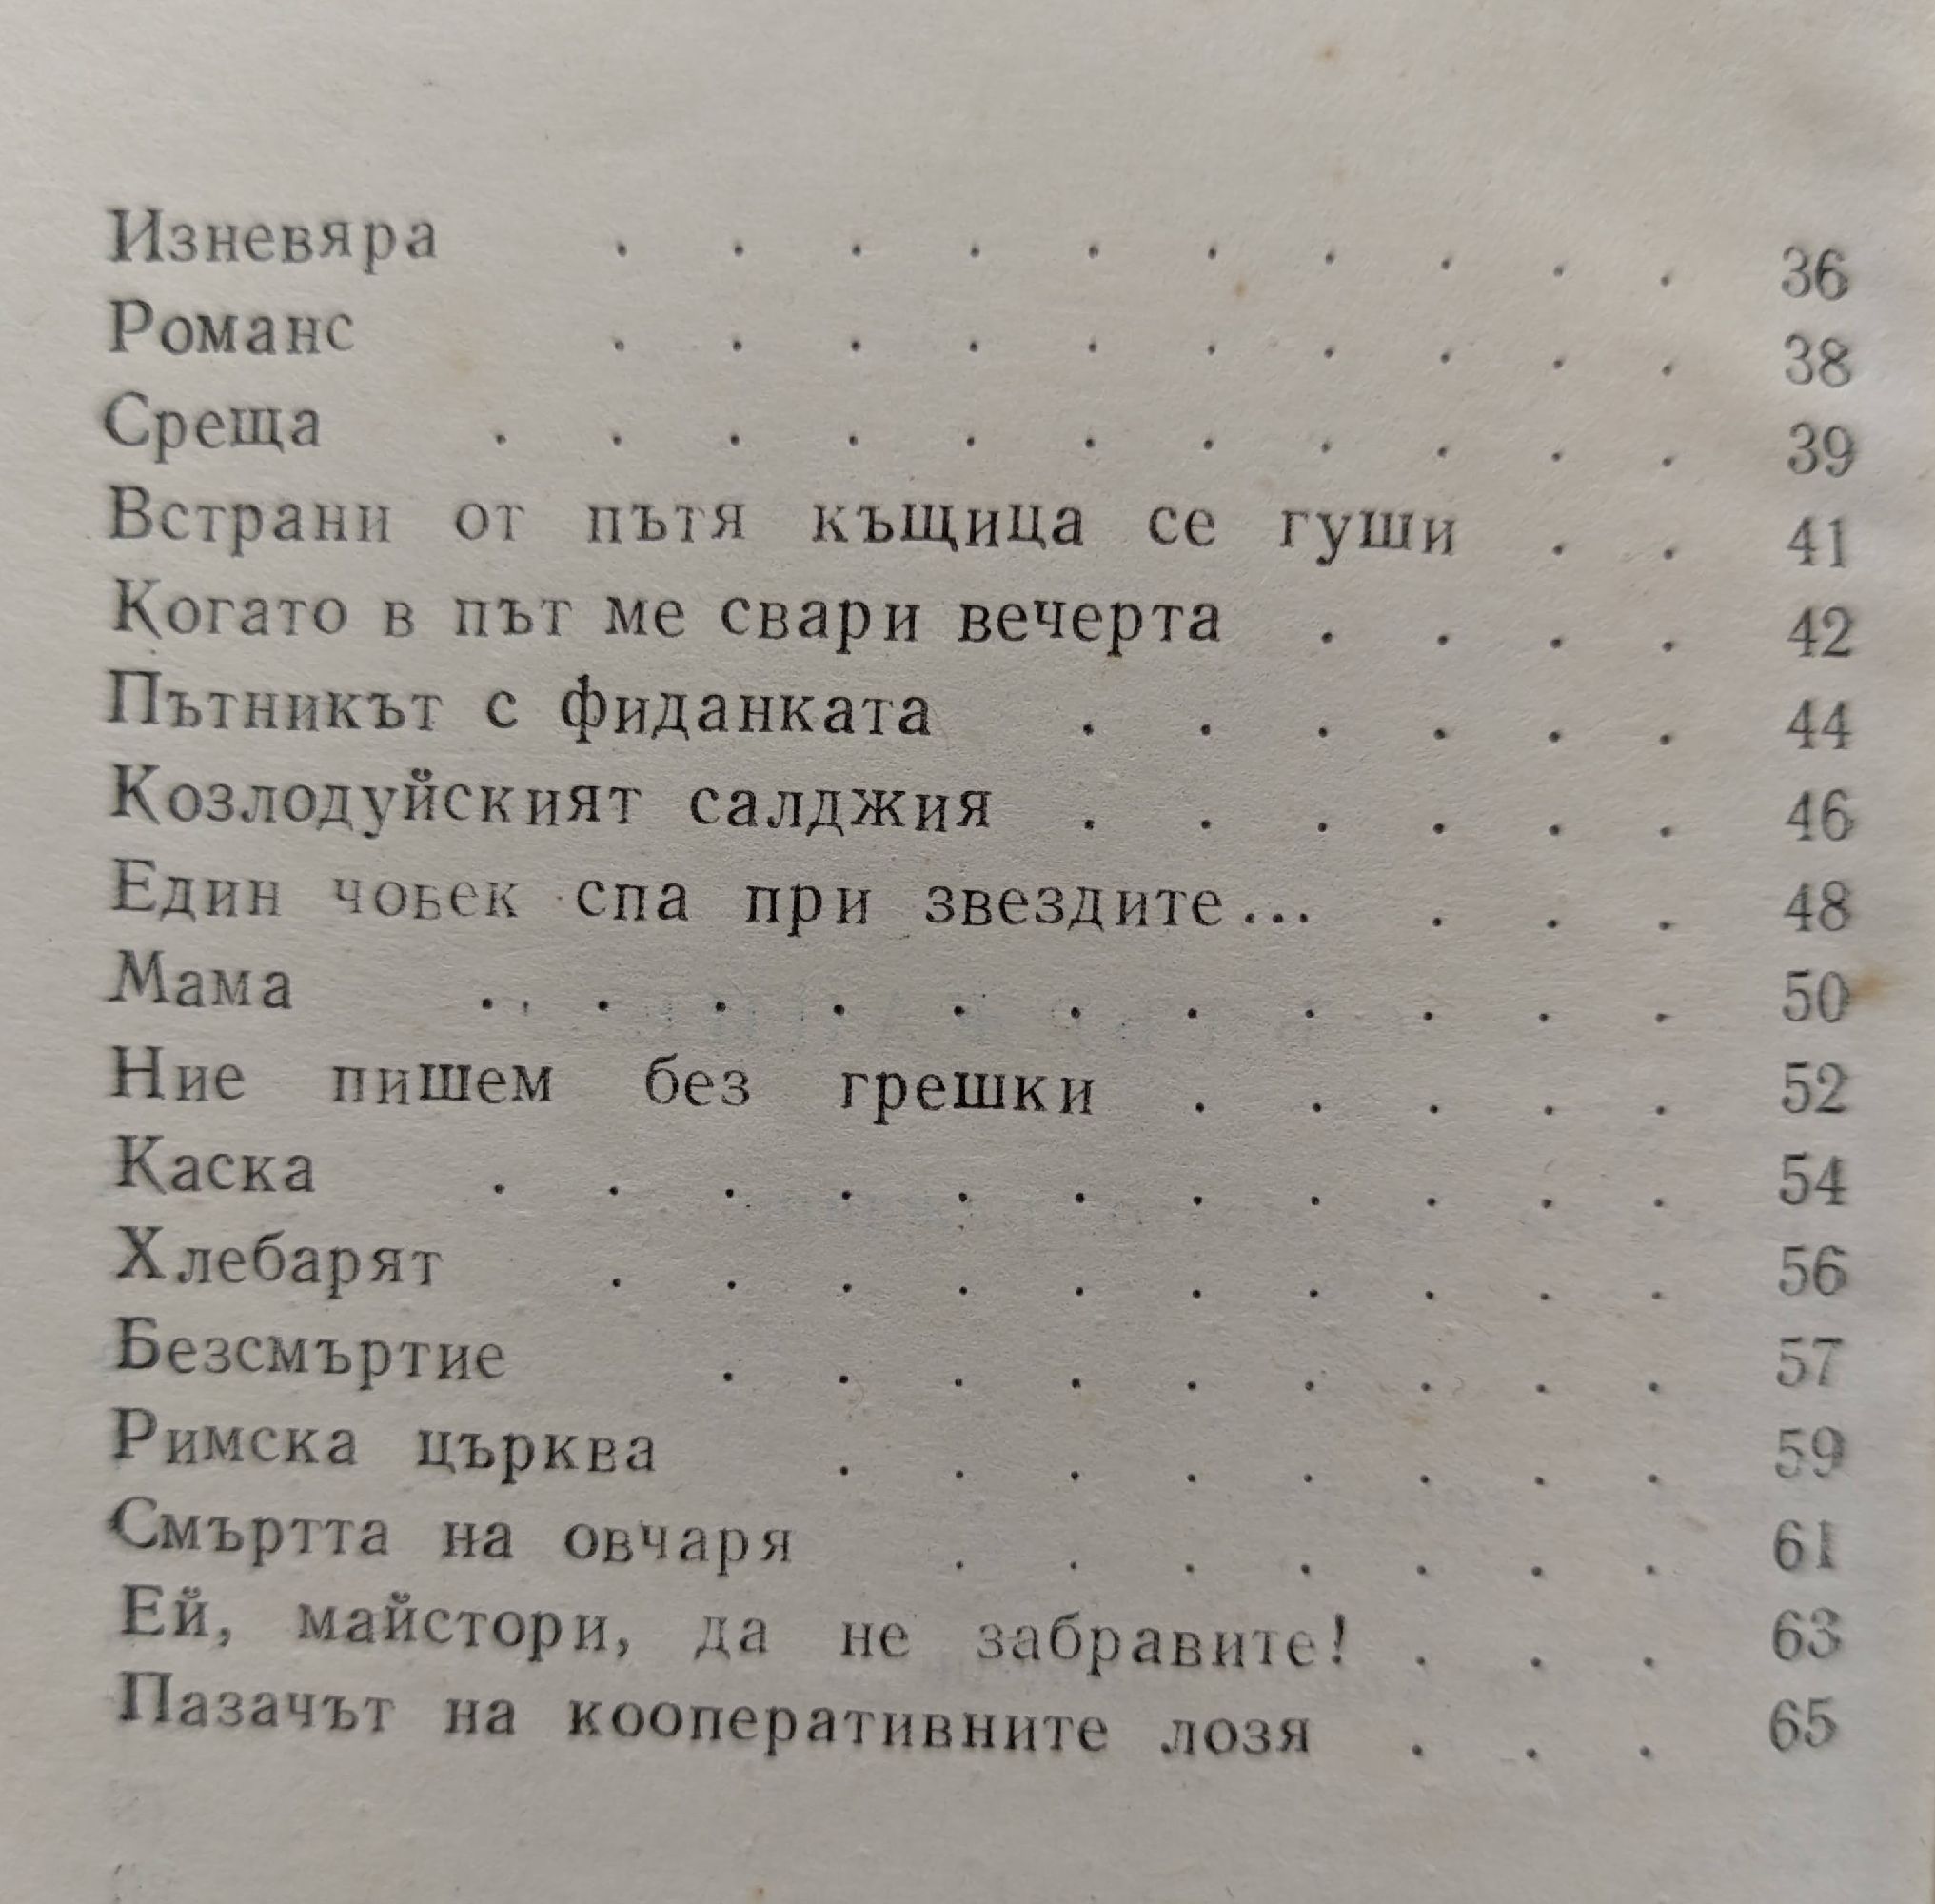 Изневяра . . . . . . . . . . 36
Романс . . . . . . . . . . 38
Среща . . . . . . . . . . . 39
Встрани от пътя къщица се гуши . . 41
Когато в път ме свари вечерта . . . . 42
Пътникът с фиданката . . . . . . 44
Козлодуйският салджия . . . . . . 46
Един човек спа при звездите... . . . 48
Мама . . . . . . . . . . . 50
Ние пишем без грешки . . . . . 52
Каска . . . . . . . . . . . 54
Хлебарят . . . . . . . . . . 56
Безсмъртие . . . . . . . . . 57
Римска църква . . . . . . . . 59
Смъртта на овчаря . . . . . . . 61
Ей, майстори, да не забравите! . . . 63
Пазачът на кооперативните лозя . . . 65